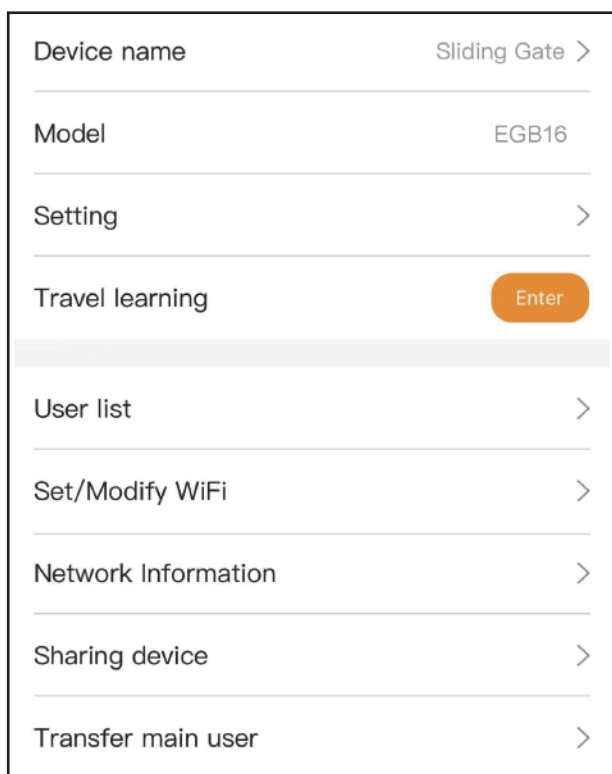 Device name Sliding Gate
Model EGB16
Setting
Travel learning Enter
User list
Set/Modify WiFi
Network Information
Sharing device
Transfer main user